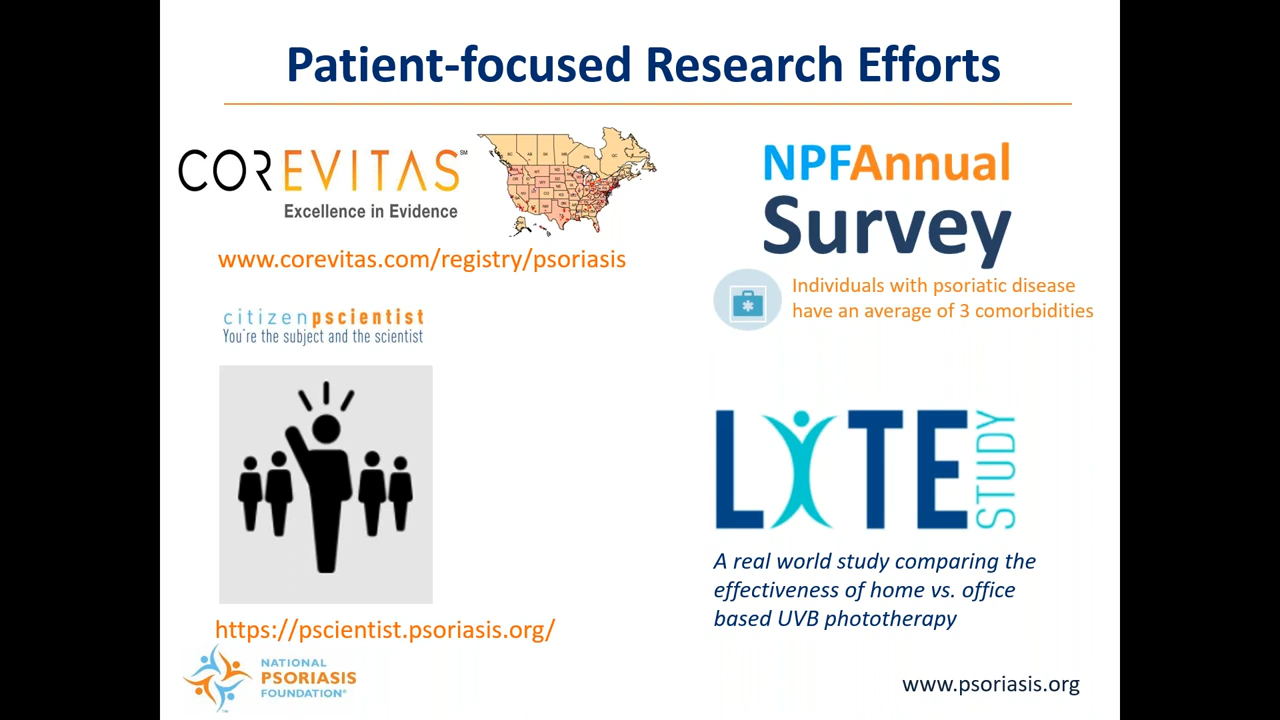 Patient-focused Research Efforts
COREVITAS℠
Excellence in Evidence
www.corevitas.com/registry/psoriasis
citizenpscientist
You're the subject and the scientist
https://pscientist.psoriasis.org/
NPFAnnual
Survey
Individuals with psoriatic disease
have an average of 3 comorbidities
LITE STUDY
A real world study comparing the
effectiveness of home vs. office
based UVB phototherapy
NATIONAL
PSORIASIS
FOUNDATION®
www.psoriasis.org